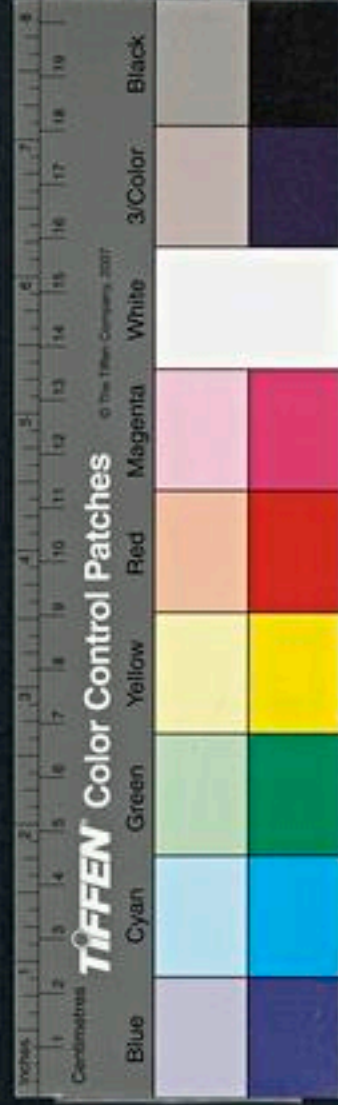 Inches
1 2 3 4 5 6 7 8
Centimetres
1 2 3 4 5 6 7 8 9 10 11 12 13 14 15 16 17 18 19
TIFFEN Color Control Patches © The Tiffen Company, 2007
Blue Cyan Green Yellow Red Magenta White 3/Color Black